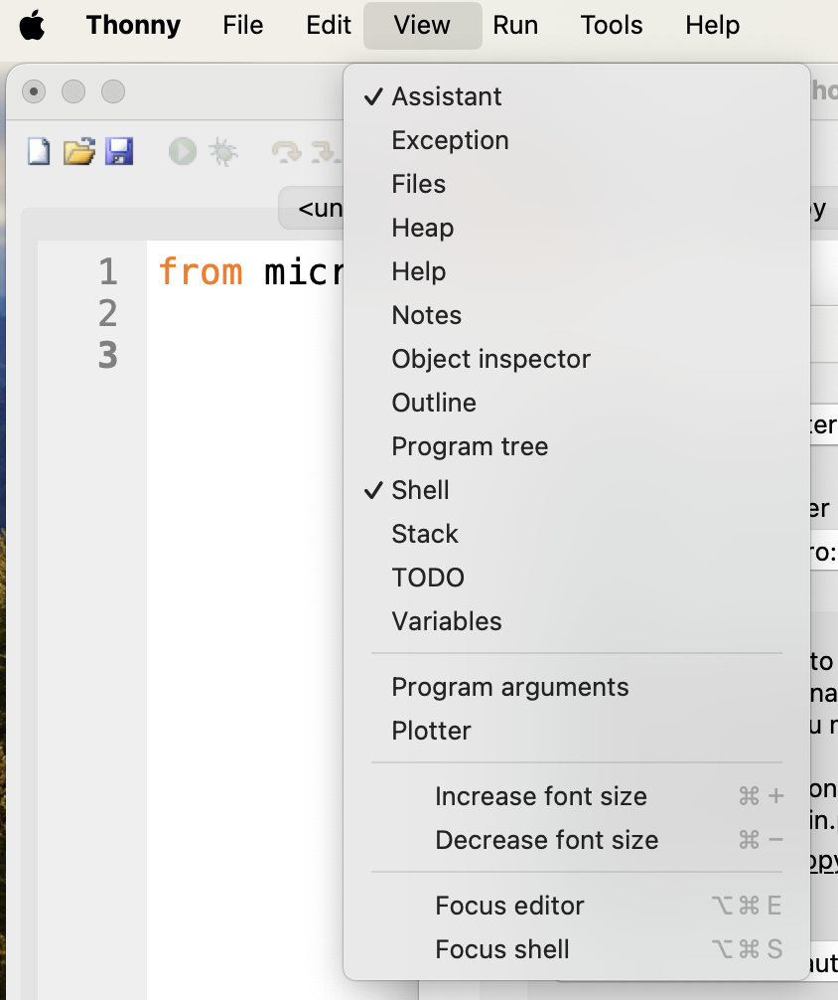 Thonny File Edit View Run Tools Help
Assistant
Exception
Files
Heap
Help
Notes
Object inspector
Outline
Program tree
Shell
Stack
TODO
Variables
Program arguments
Plotter
Increase font size ⌘ +
Decrease font size ⌘ −
Focus editor ⌥ ⌘ E
Focus shell ⌥ ⌘ S
<un
1 from micr
2
3